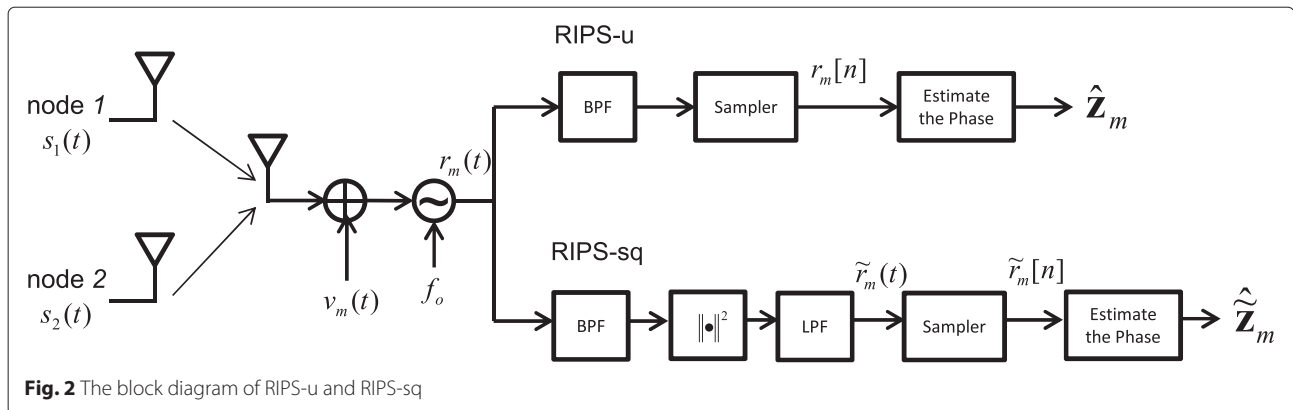 RIPS-u
node 1
s₁(t)
BPF
Sampler
rₘ[n]
Estimate
the Phase
ẑₘ
rₘ(t)
~
node 2
s₂(t)
vₘ(t)
fₒ
RIPS-sq
BPF
‖•‖²
LPF
r̃ₘ(t)
Sampler
r̃ₘ[n]
Estimate
the Phase
z̃̂ₘ
Fig. 2 The block diagram of RIPS-u and RIPS-sq